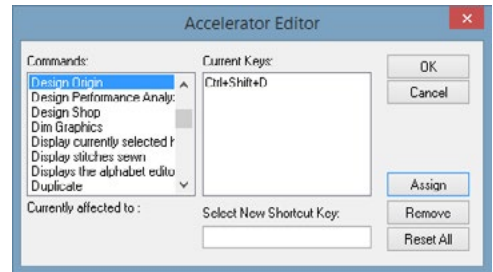 Accelerator Editor
Commands:
Design Origin
Design Performance Analy:
Design Shop
Dim Graphics
Display currently selected h
Display stitches sewn
Displays the alphabet edito
Duplicate
Currently affected to :
Current Keys:
Ctrl+Shift+D
Select New Shortcut Key:
OK
Cancel
Assign
Remove
Reset All